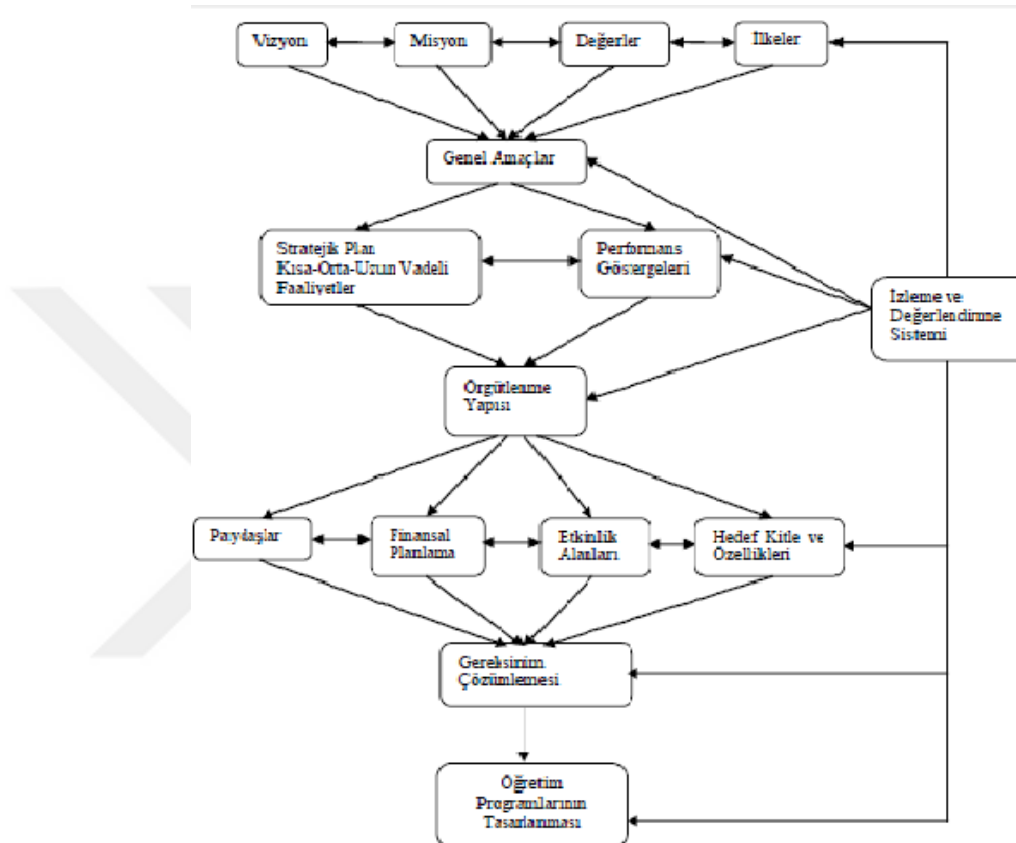 Vizyon
Misyon
Değerler
İlkeler
Genel Amaçlar
Stratejik Plan
Kısa-Orta-Uzun Vadeli
Faaliyetler
Performans
Göstergeleri
İzleme ve
Değerlendirme
Sistemi
Örgütlenme
Yapısı
Paydaşlar
Finansal
Planlama
Etkinlik
Alanları
Hedef Kitle ve
Özellikleri
Gereksinim
Çözümlemesi
Öğretim
Programlarının
Tasarlanması